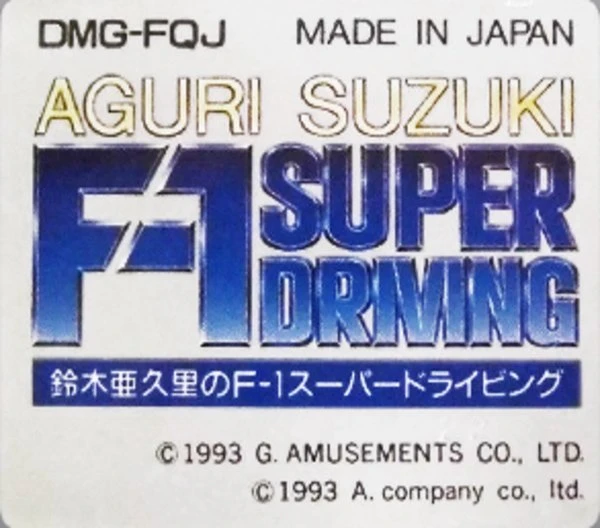 DMG-FQJ MADE IN JAPAN
AGURI SUZUKI
F-1 SUPER
DRIVING
鈴木亜久里のF-1スーパードライビング
©1993 G. AMUSEMENTS CO., LTD.
©1993 A. company co., ltd.